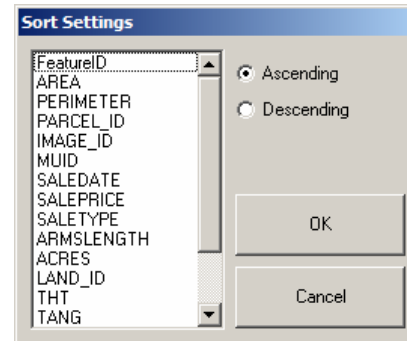 Sort Settings
FeatureID
AREA
PERIMETER
PARCEL_ID
IMAGE_ID
MUID
SALEDATE
SALEPRICE
SALETYPE
ARMSLENGTH
ACRES
LAND_ID
THT
TANG
Ascending
Descending
OK
Cancel